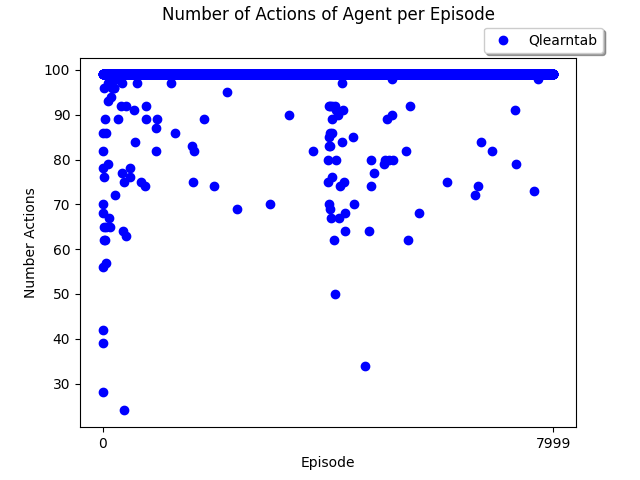 Number of Actions of Agent per Episode
Qlearntab
100
90
80
70
60
50
40
30
Number Actions
0
7999
Episode